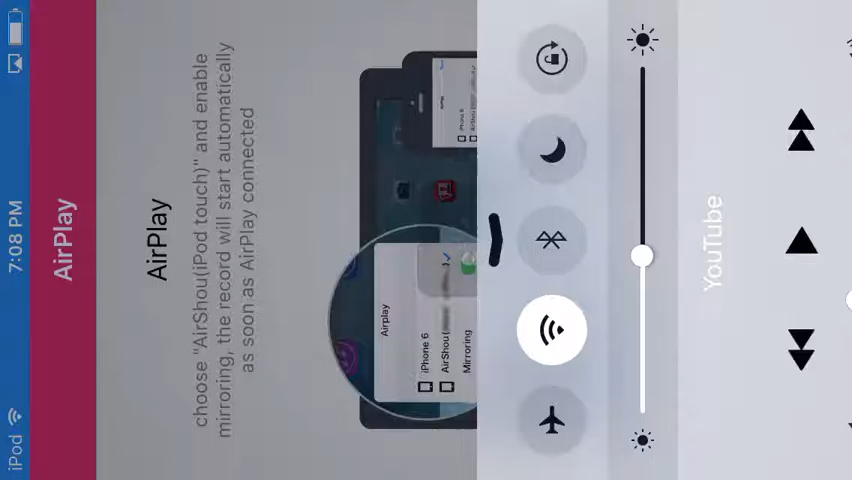 iPod 7:08 PM
AirPlay
AirPlay
choose "AirShou(iPod touch)" and enable
mirroring, the record will start automatically
as soon as AirPlay connected
Airplay
iPhone 6
AirShou(
Mirroring
YouTube